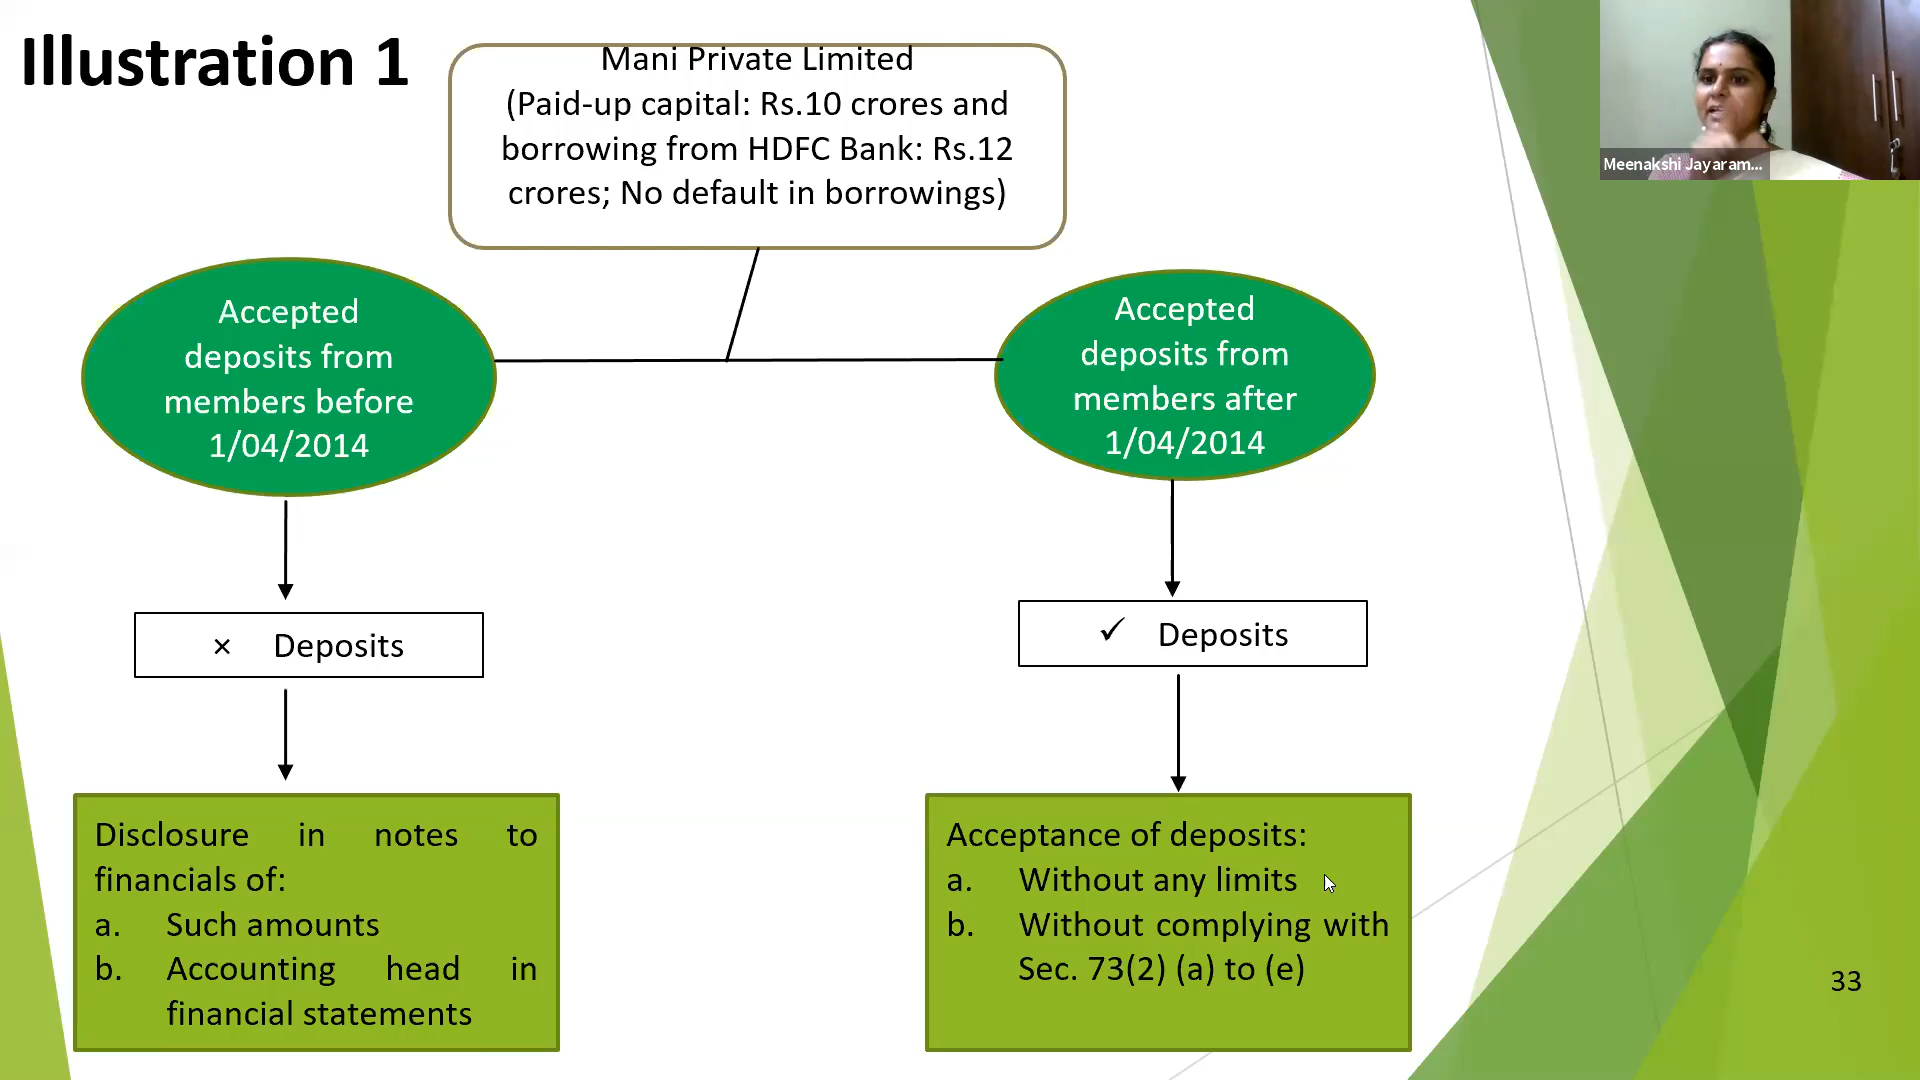 Illustration 1
Mani Private Limited
(Paid-up capital: Rs.10 crores and
borrowing from HDFC Bank: Rs.12
crores; No default in borrowings)
Meenakshi Jayaram...
Accepted
deposits from
members before
1/04/2014
Accepted
deposits from
members after
1/04/2014
× Deposits
✓ Deposits
Disclosure in notes to
financials of:
a. Such amounts
b. Accounting head in
financial statements
Acceptance of deposits:
a. Without any limits
b. Without complying with
Sec. 73(2) (a) to (e)
33